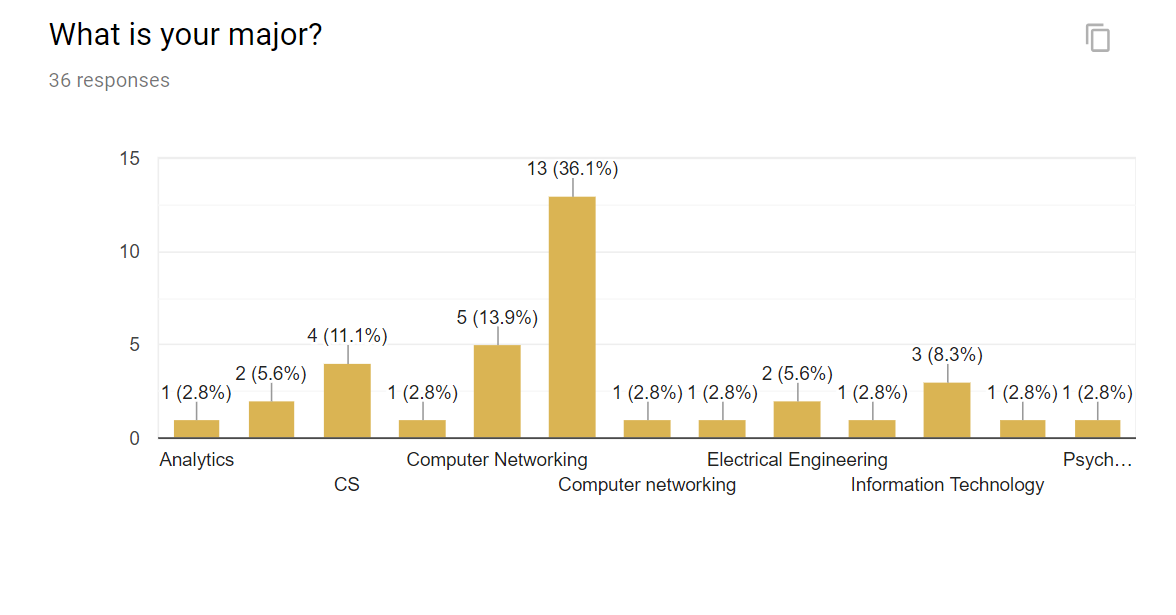 What is your major?
36 responses
15
10
5
0
1 (2.8%)
2 (5.6%)
4 (11.1%)
1 (2.8%)
5 (13.9%)
13 (36.1%)
1 (2.8%)
1 (2.8%)
2 (5.6%)
1 (2.8%)
3 (8.3%)
1 (2.8%)
1 (2.8%)
Analytics
Computer Networking
Electrical Engineering
Psych…
CS
Computer networking
Information Technology